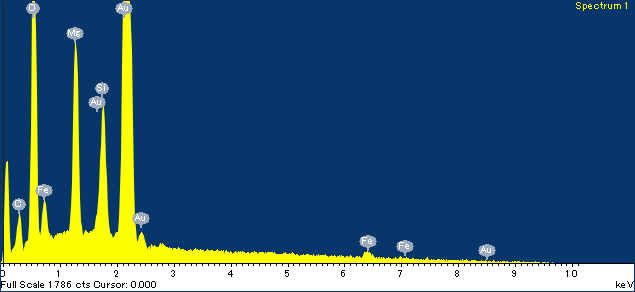 Spectrum 1
O Au
Mg
Si
Au
Fe
C
Au
Fe Fe Au
0 1 2 3 4 5 6 7 8 9 10
Full Scale 1786 cts Cursor: 0.000 keV